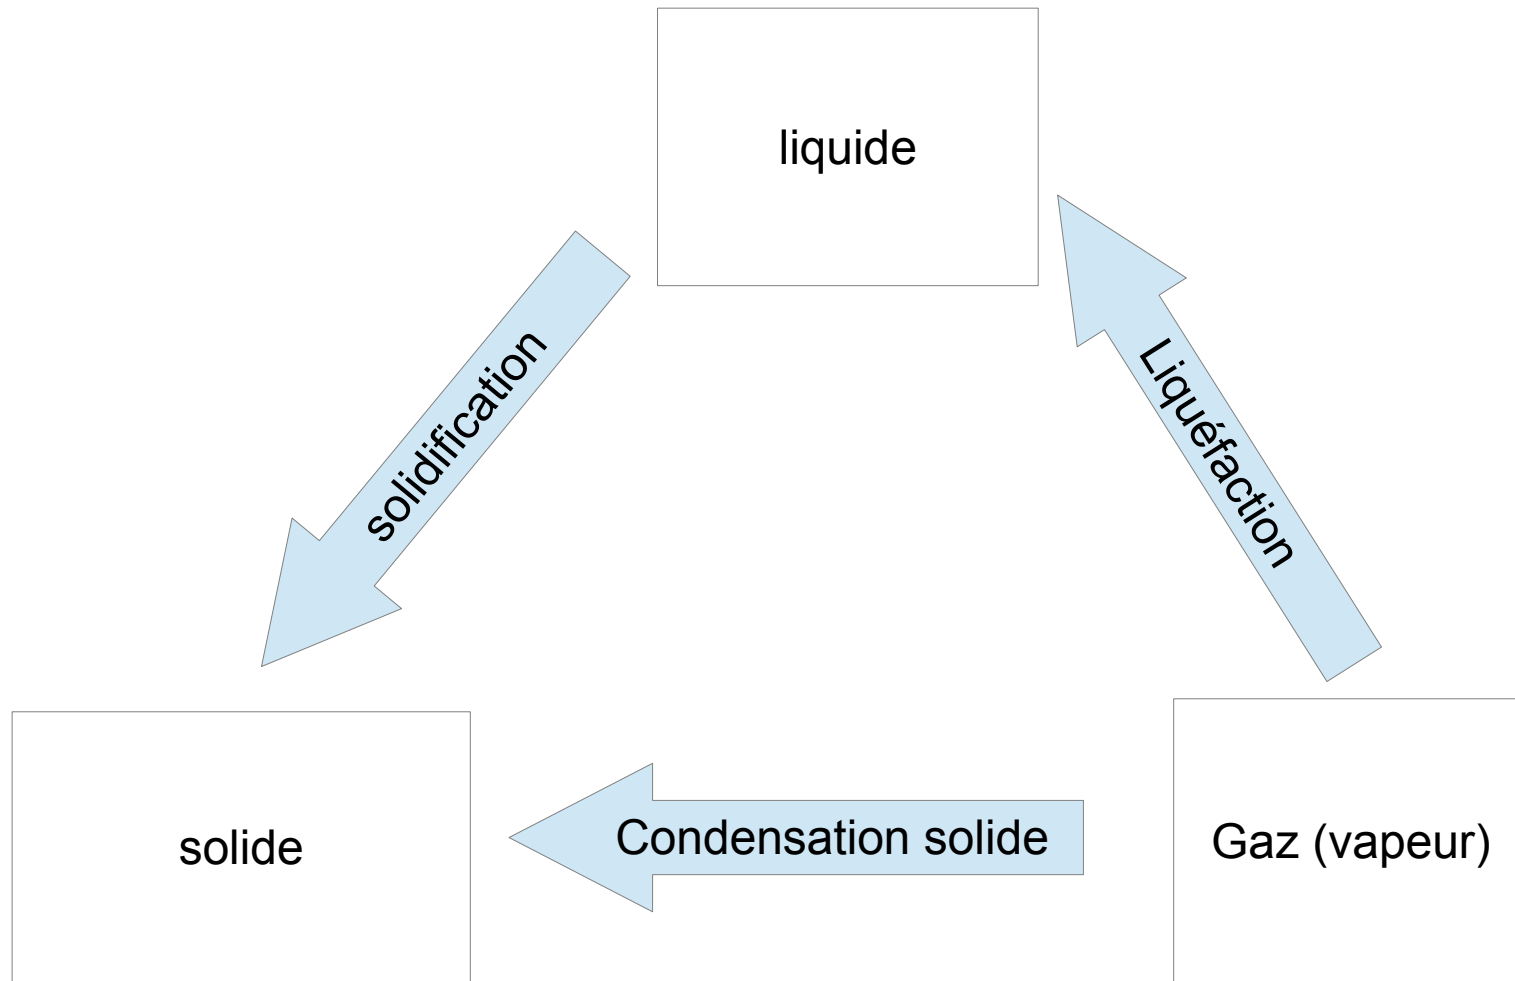 liquide
solidification
Liquéfaction
solide
Condensation solide
Gaz (vapeur)